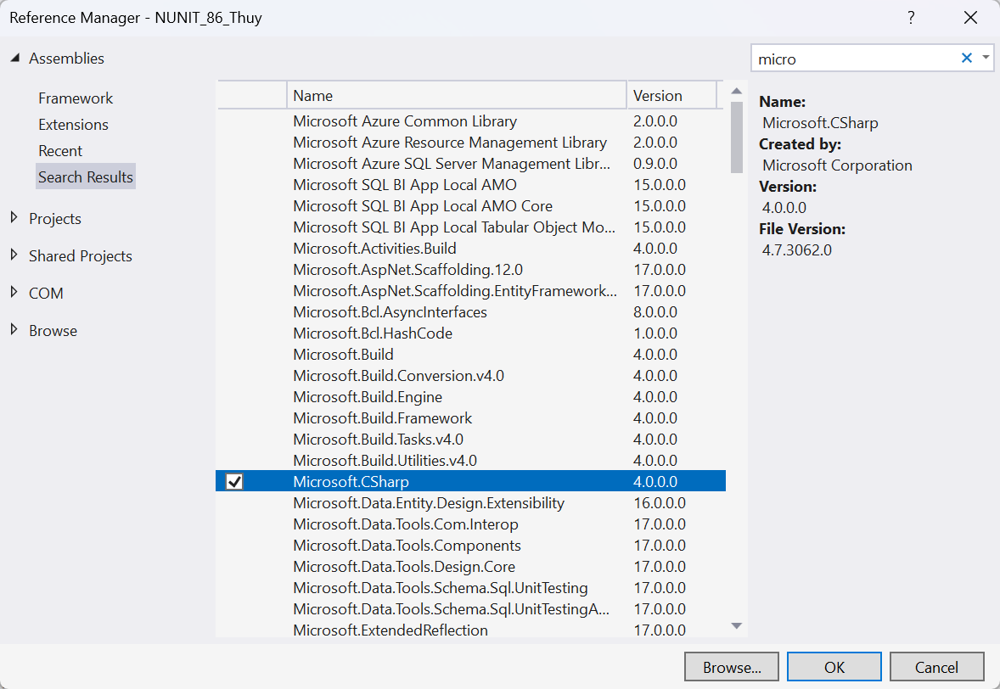 Reference Manager - NUNIT_86_Thuy
?
Assemblies
Framework
Extensions
Recent
Search Results
Projects
Shared Projects
COM
Browse
Name Version
Microsoft Azure Common Library 2.0.0.0
Microsoft Azure Resource Management Library 2.0.0.0
Microsoft Azure SQL Server Management Libr... 0.9.0.0
Microsoft SQL BI App Local AMO 15.0.0.0
Microsoft SQL BI App Local AMO Core 15.0.0.0
Microsoft SQL BI App Local Tabular Object Mo... 15.0.0.0
Microsoft.Activities.Build 4.0.0.0
Microsoft.AspNet.Scaffolding.12.0 17.0.0.0
Microsoft.AspNet.Scaffolding.EntityFramework... 17.0.0.0
Microsoft.Bcl.AsyncInterfaces 8.0.0.0
Microsoft.Bcl.HashCode 1.0.0.0
Microsoft.Build 4.0.0.0
Microsoft.Build.Conversion.v4.0 4.0.0.0
Microsoft.Build.Engine 4.0.0.0
Microsoft.Build.Framework 4.0.0.0
Microsoft.Build.Tasks.v4.0 4.0.0.0
Microsoft.Build.Utilities.v4.0 4.0.0.0
Microsoft.CSharp 4.0.0.0
Microsoft.Data.Entity.Design.Extensibility 16.0.0.0
Microsoft.Data.Tools.Com.Interop 17.0.0.0
Microsoft.Data.Tools.Components 17.0.0.0
Microsoft.Data.Tools.Design.Core 17.0.0.0
Microsoft.Data.Tools.Schema.Sql.UnitTesting 17.0.0.0
Microsoft.Data.Tools.Schema.Sql.UnitTestingA... 17.0.0.0
Microsoft.ExtendedReflection 17.0.0.0
micro
Name:
Microsoft.CSharp
Created by:
Microsoft Corporation
Version:
4.0.0.0
File Version:
4.7.3062.0
Browse... OK Cancel